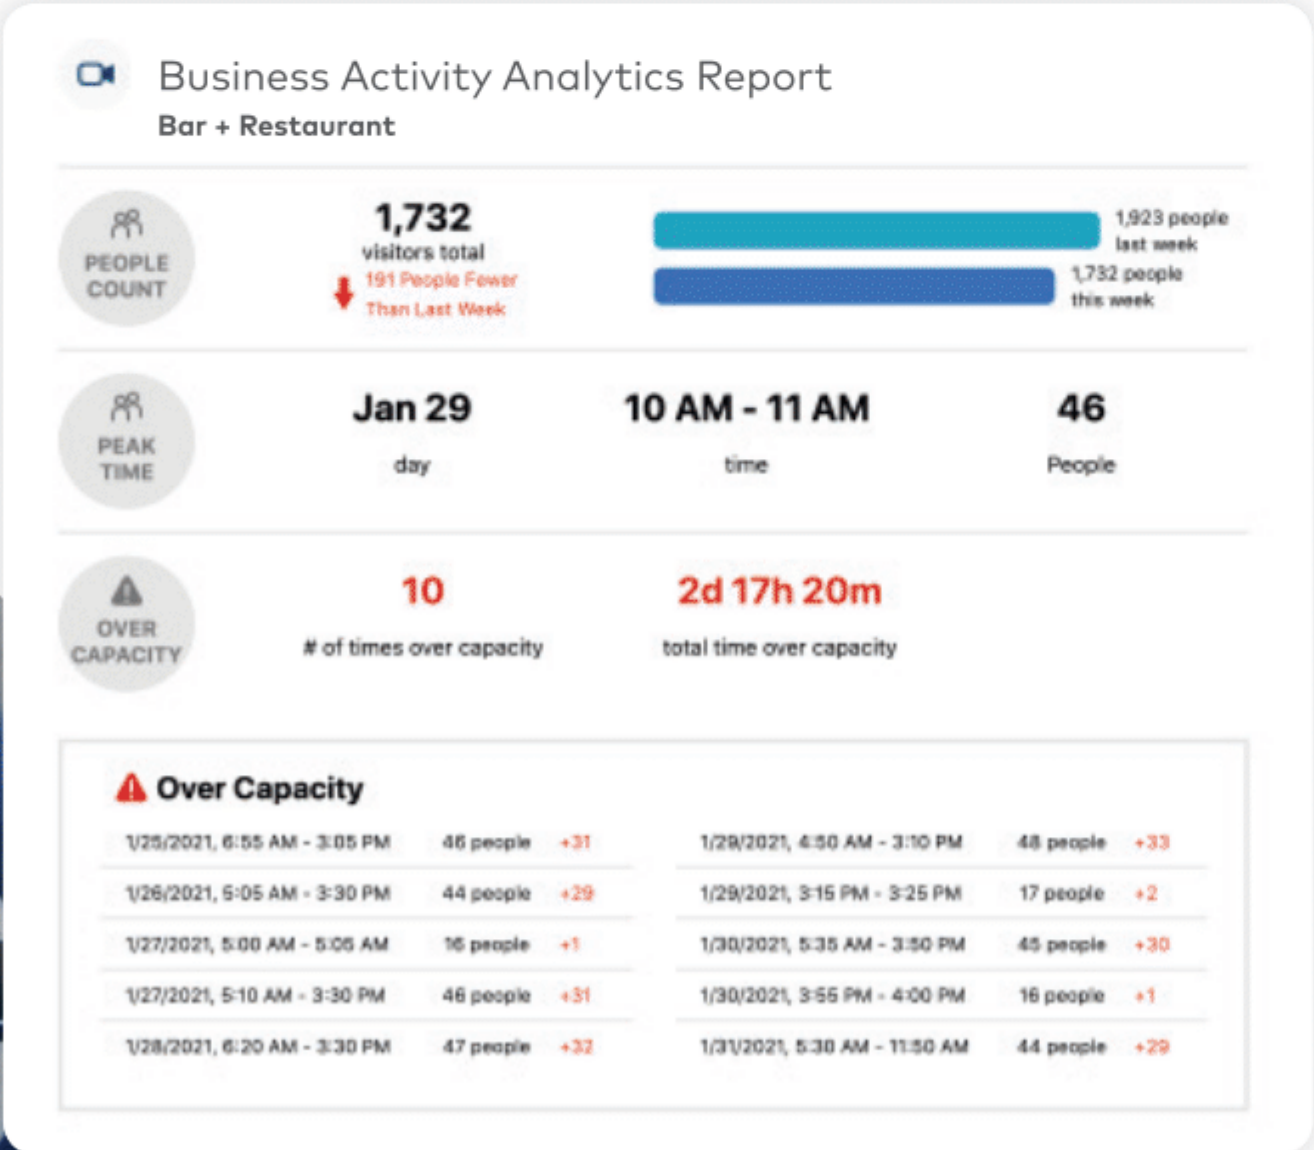 Business Activity Analytics Report
Bar + Restaurant
PEOPLE
COUNT
1,732
visitors total
191 People Fewer
Than Last Week
1,923 people
last week
1,732 people
this week
PEAK
TIME
Jan 29
day
10 AM - 11 AM
time
46
People
OVER
CAPACITY
10
# of times over capacity
2d 17h 20m
total time over capacity
Over Capacity
1/25/2021, 6:55 AM - 3:05 PM 46 people +31
1/26/2021, 5:05 AM - 3:30 PM 44 people +29
1/27/2021, 5:00 AM - 5:05 AM 16 people +1
1/27/2021, 5:10 AM - 3:30 PM 46 people +31
1/28/2021, 6:20 AM - 3:30 PM 47 people +32
1/29/2021, 4:50 AM - 3:10 PM 48 people +33
1/29/2021, 3:15 PM - 3:25 PM 17 people +2
1/30/2021, 5:35 AM - 3:50 PM 45 people +30
1/30/2021, 3:55 PM - 4:00 PM 16 people +1
1/31/2021, 5:30 AM - 11:50 AM 44 people +29